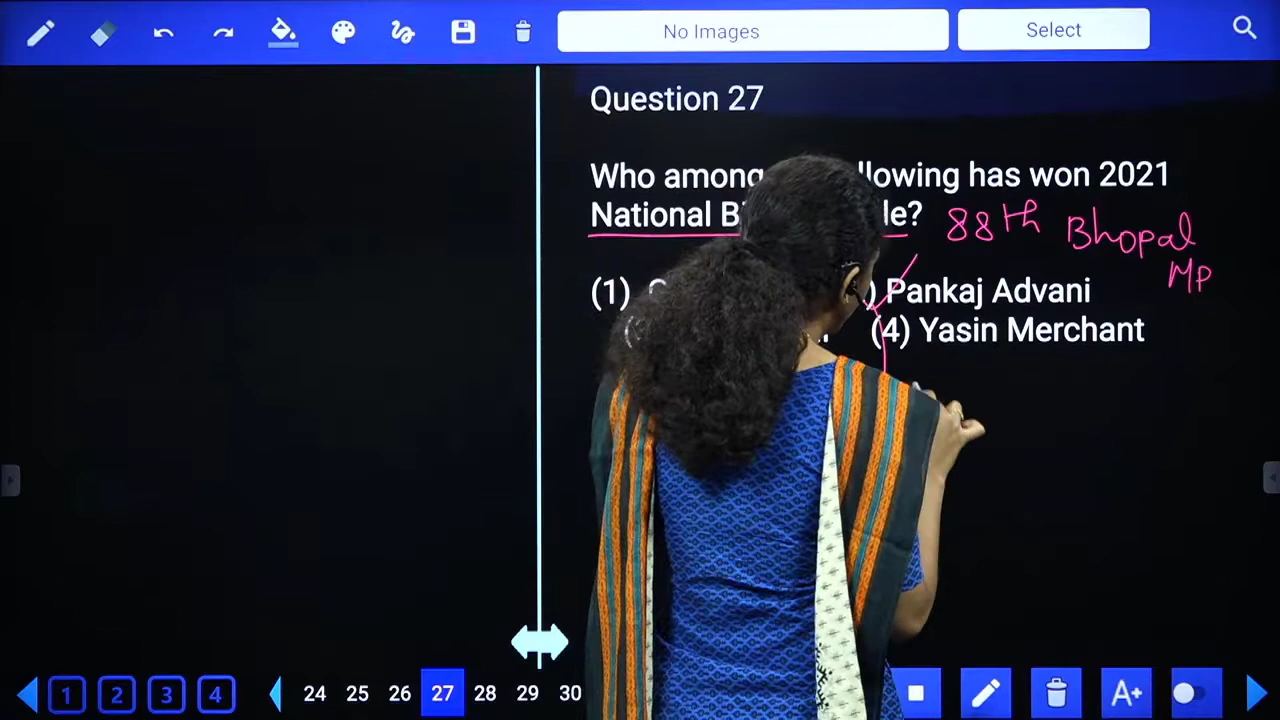 No Images
Select
Question 27
Who among llowing has won 2021
National B le?
88th Bhopal
MP
(1) ) Pankaj Advani
(4) Yasin Merchant
1 2 3 4 24 25 26 27 28 29 30 A+